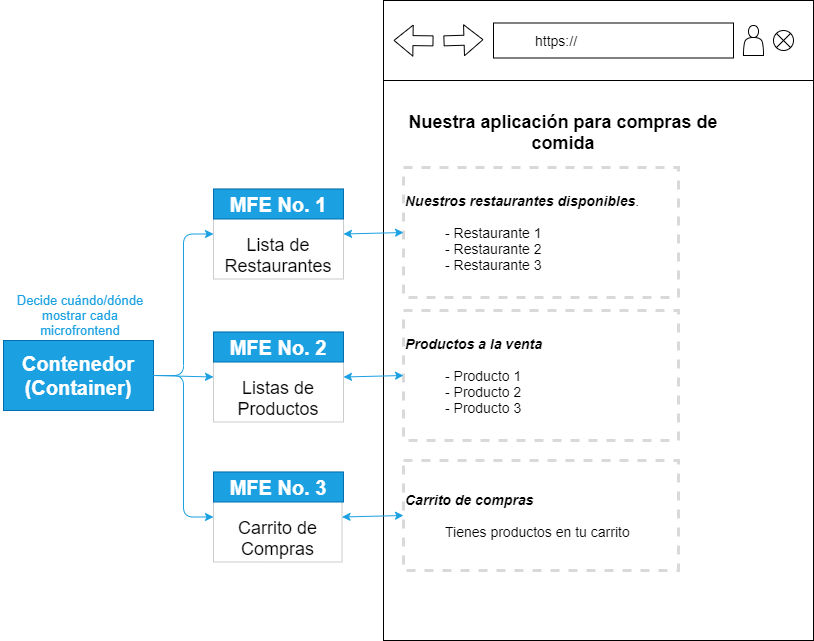 https://
Nuestra aplicación para compras de
comida
Decide cuándo/dónde
mostrar cada
microfrontend
Contenedor
(Container)
MFE No. 1
Lista de
Restaurantes
Nuestros restaurantes disponibles.
- Restaurante 1
- Restaurante 2
- Restaurante 3
MFE No. 2
Listas de
Productos
Productos a la venta
- Producto 1
- Producto 2
- Producto 3
MFE No. 3
Carrito de
Compras
Carrito de compras
Tienes productos en tu carrito